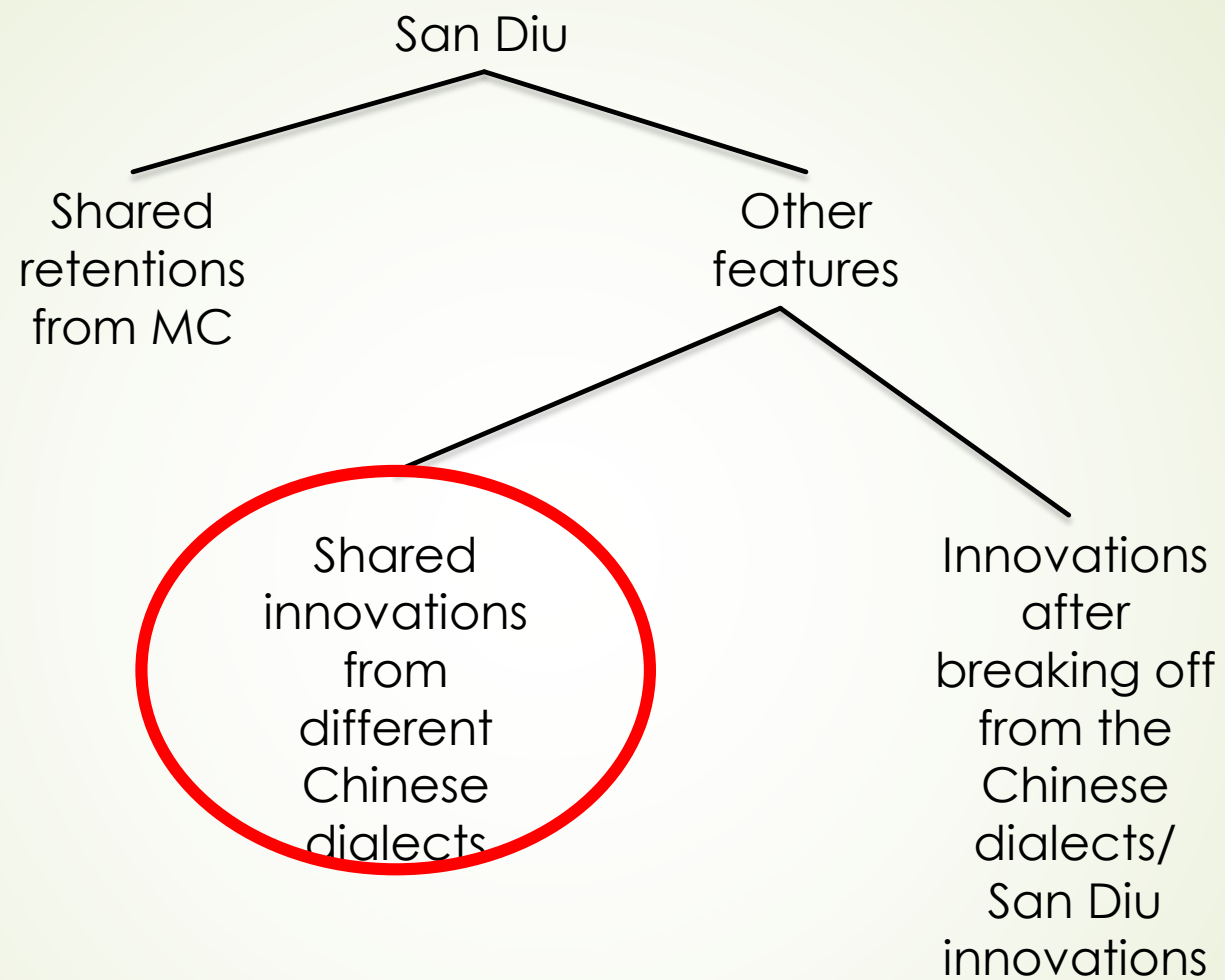 San Diu
Shared
retentions
from MC
Other
features
Shared
innovations
from
different
Chinese
dialects
Innovations
after
breaking off
from the
Chinese
dialects/
San Diu
innovations